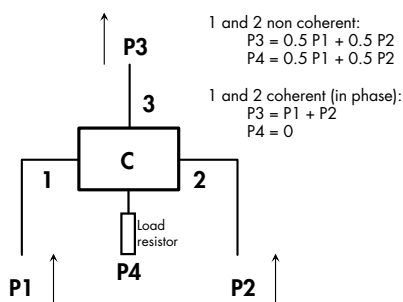 P3
1 and 2 non coherent:
P3 = 0.5 P1 + 0.5 P2
P4 = 0.5 P1 + 0.5 P2
1 and 2 coherent (in phase):
P3 = P1 + P2
P4 = 0
3
C
1
2
Load
resistor
P4
P1
P2